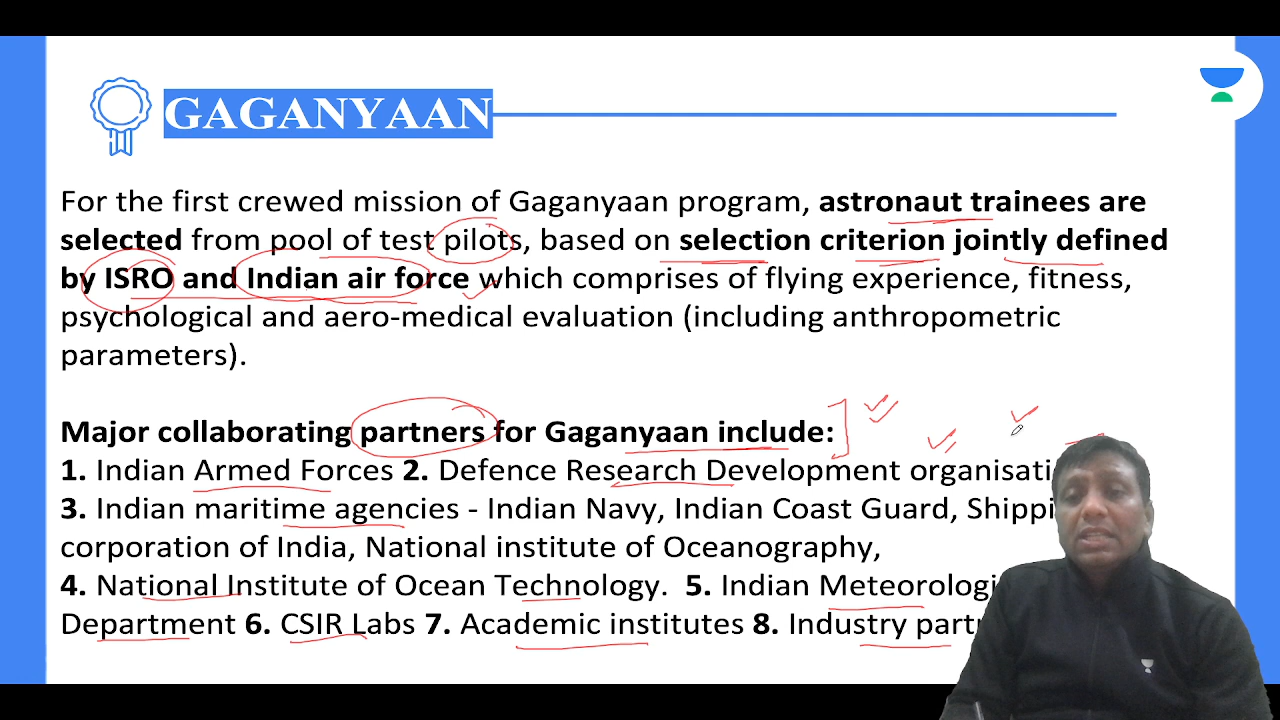 GAGANYAAN
For the first crewed mission of Gaganyaan program, astronaut trainees are
selected from pool of test pilots, based on selection criterion jointly defined
by ISRO and Indian air force which comprises of flying experience, fitness,
psychological and aero-medical evaluation (including anthropometric
parameters).
Major collaborating partners for Gaganyaan include:
1. Indian Armed Forces 2. Defence Research Development
3. Indian maritime agencies - Indian Navy, Indian Coast Guard,
corporation of India, National institute of Oceanography,
4. National Institute of Ocean Technology. 5. Indian
Department 6. CSIR Labs 7. Academic institutes 8. Industry